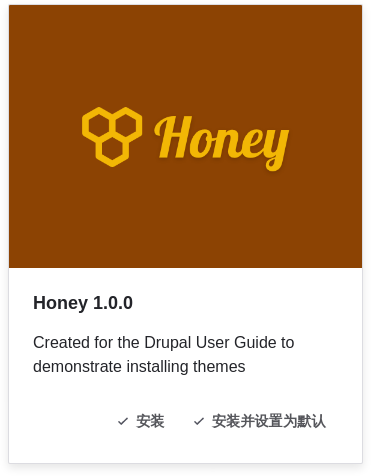 Honey
Honey 1.0.0
Created for the Drupal User Guide to
demonstrate installing themes
安装 安装并设置为默认